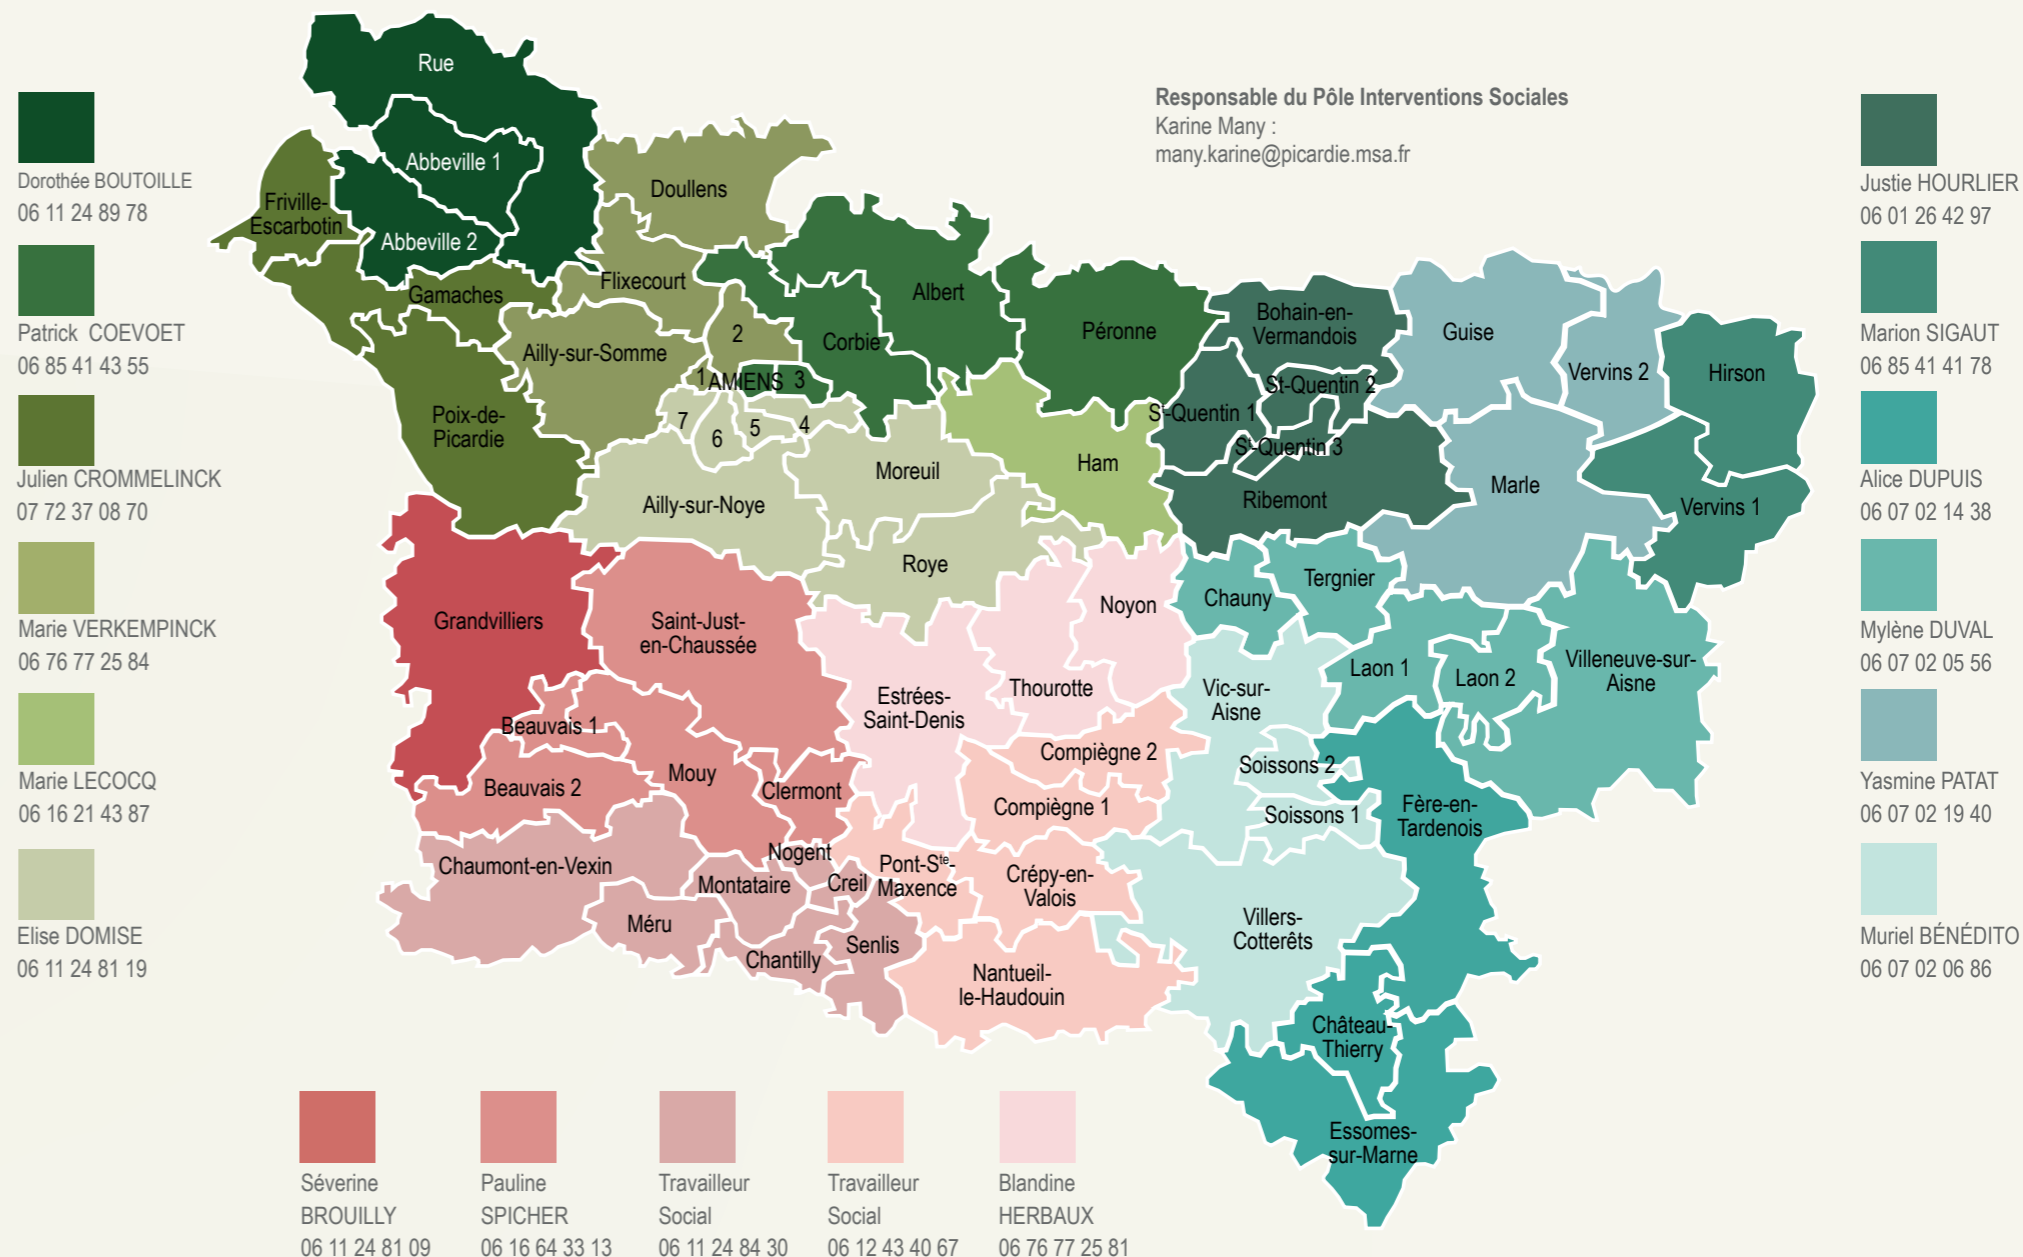 Responsable du Pôle Interventions Sociales
Karine Many :
many.karine@picardie.msa.fr
Dorothée BOUTOILLE
06 11 24 89 78
Patrick COEVOET
06 85 41 43 55
Julien CROMMELINCK
07 72 37 08 70
Marie VERKEMPINCK
06 76 77 25 84
Marie LECOCQ
06 16 21 43 87
Elise DOMISE
06 11 24 81 19
Rue
Abbeville 1
Abbeville 2
Friville-
Escarbotin
Gamaches
Doullens
Flixecourt
Ailly-sur-Somme
Poix-de-
Picardie
Albert
Corbie
Péronne
2
1
AMIENS
3
7
6
5
4
Moreuil
Ailly-sur-Noye
Roye
Ham
Bohain-en-
Vermandois
St-Quentin 2
St-Quentin 1
St-Quentin 3
Ribemont
Guise
Vervins 2
Hirson
Marle
Vervins 1
Grandvilliers
Saint-Just-
en-Chaussée
Noyon
Thourotte
Estrées-
Saint-Denis
Chauny
Tergnier
Laon 1
Laon 2
Villeneuve-sur-
Aisne
Vic-sur-
Aisne
Beauvais 1
Beauvais 2
Mouy
Clermont
Compiègne 2
Compiègne 1
Soissons 2
Soissons 1
Fère-en-
Tardenois
Chaumont-en-Vexin
Nogent
Montataire
Creil
Pont-Ste-
Maxence
Crépy-en-
Valois
Méru
Chantilly
Senlis
Nantueil-
le-Haudouin
Villers-
Cotterêts
Château-
Thierry
Essomes-
sur-Marne
Justie HOURLIER
06 01 26 42 97
Marion SIGAUT
06 85 41 41 78
Alice DUPUIS
06 07 02 14 38
Mylène DUVAL
06 07 02 05 56
Yasmine PATAT
06 07 02 19 40
Muriel BÉNÉDITO
06 07 02 06 86
Séverine
BROUILLY
06 11 24 81 09
Pauline
SPICHER
06 16 64 33 13
Travailleur
Social
06 11 24 84 30
Travailleur
Social
06 12 43 40 67
Blandine
HERBAUX
06 76 77 25 81